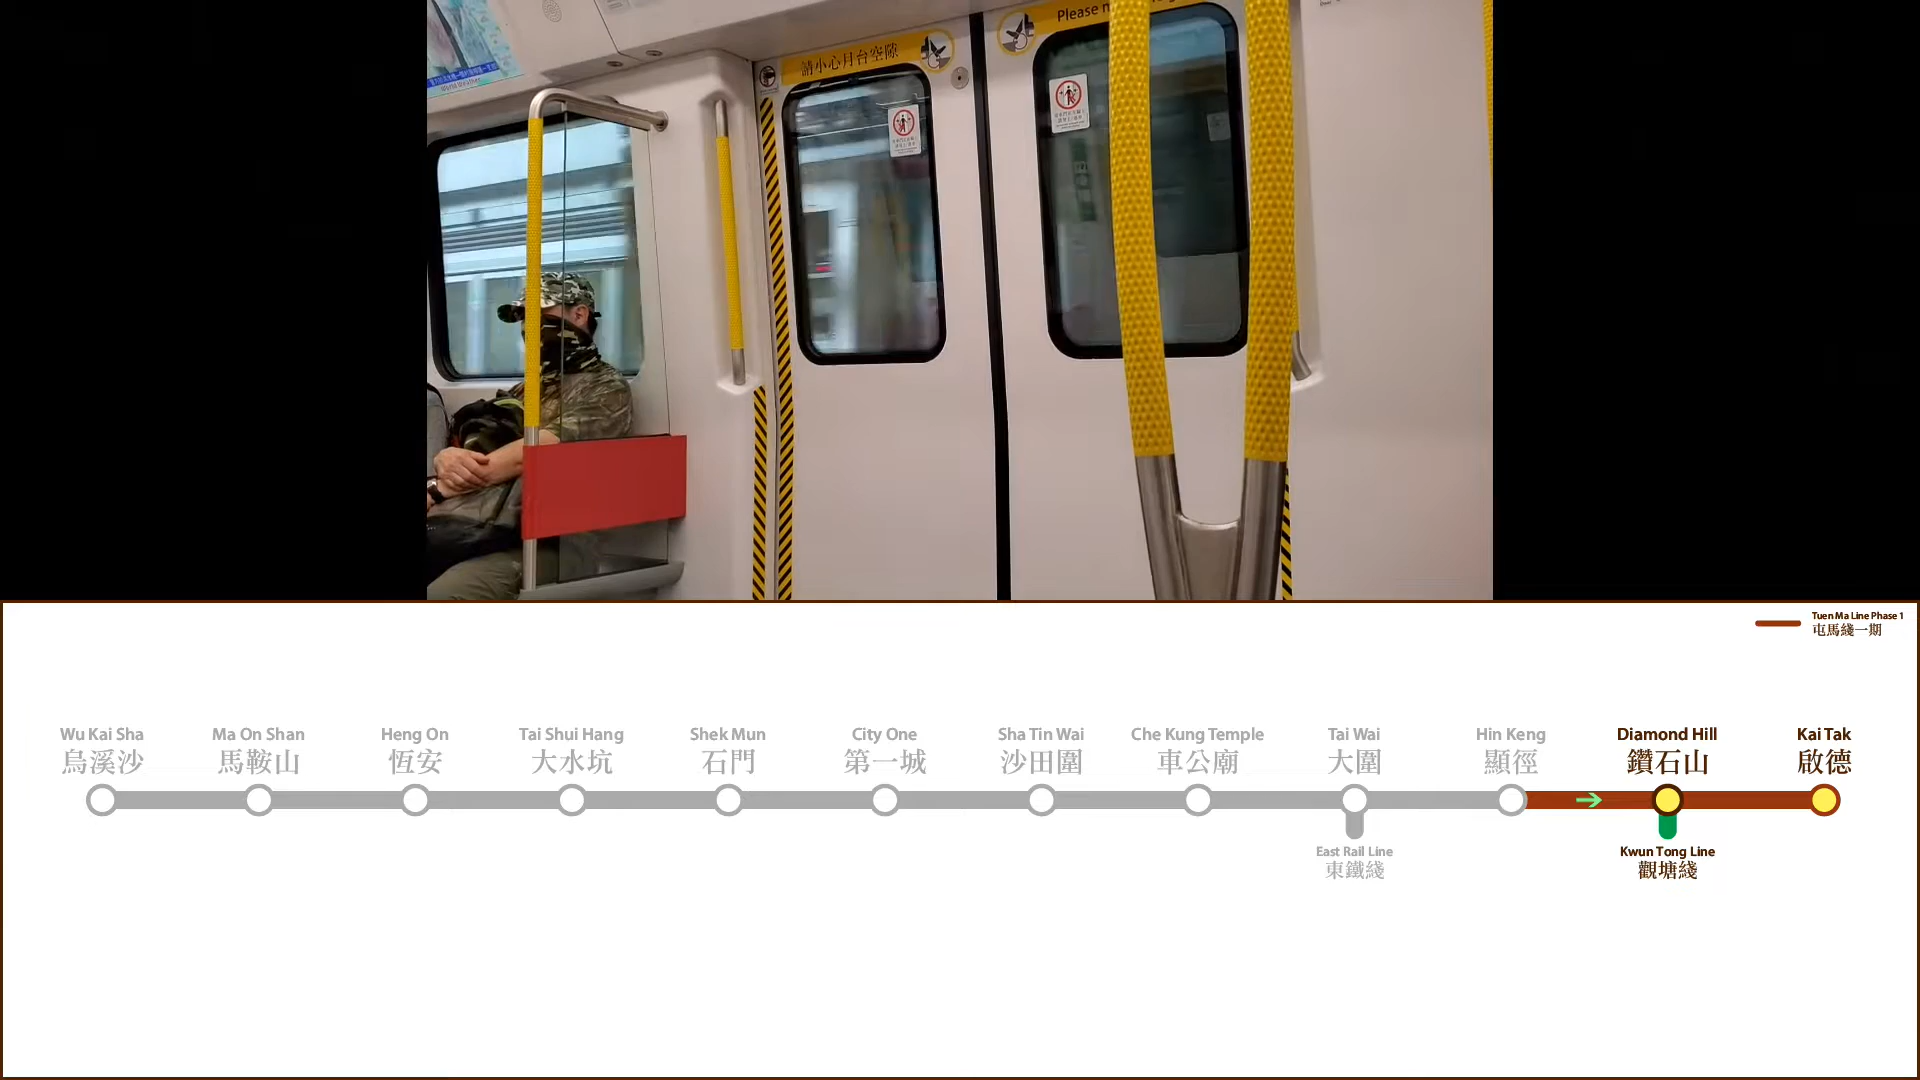 請小心月台空隙
Please
Tuen Ma Line Phase 1
屯馬綫一期
Wu Kai Sha
烏溪沙
Ma On Shan
馬鞍山
Heng On
恆安
Tai Shui Hang
大水坑
Shek Mun
石門
City One
第一城
Sha Tin Wai
沙田圍
Che Kung Temple
車公廟
Tai Wai
大圍
Hin Keng
顯徑
Diamond Hill
鑽石山
Kai Tak
啟德
East Rail Line
東鐵綫
Kwun Tong Line
觀塘綫